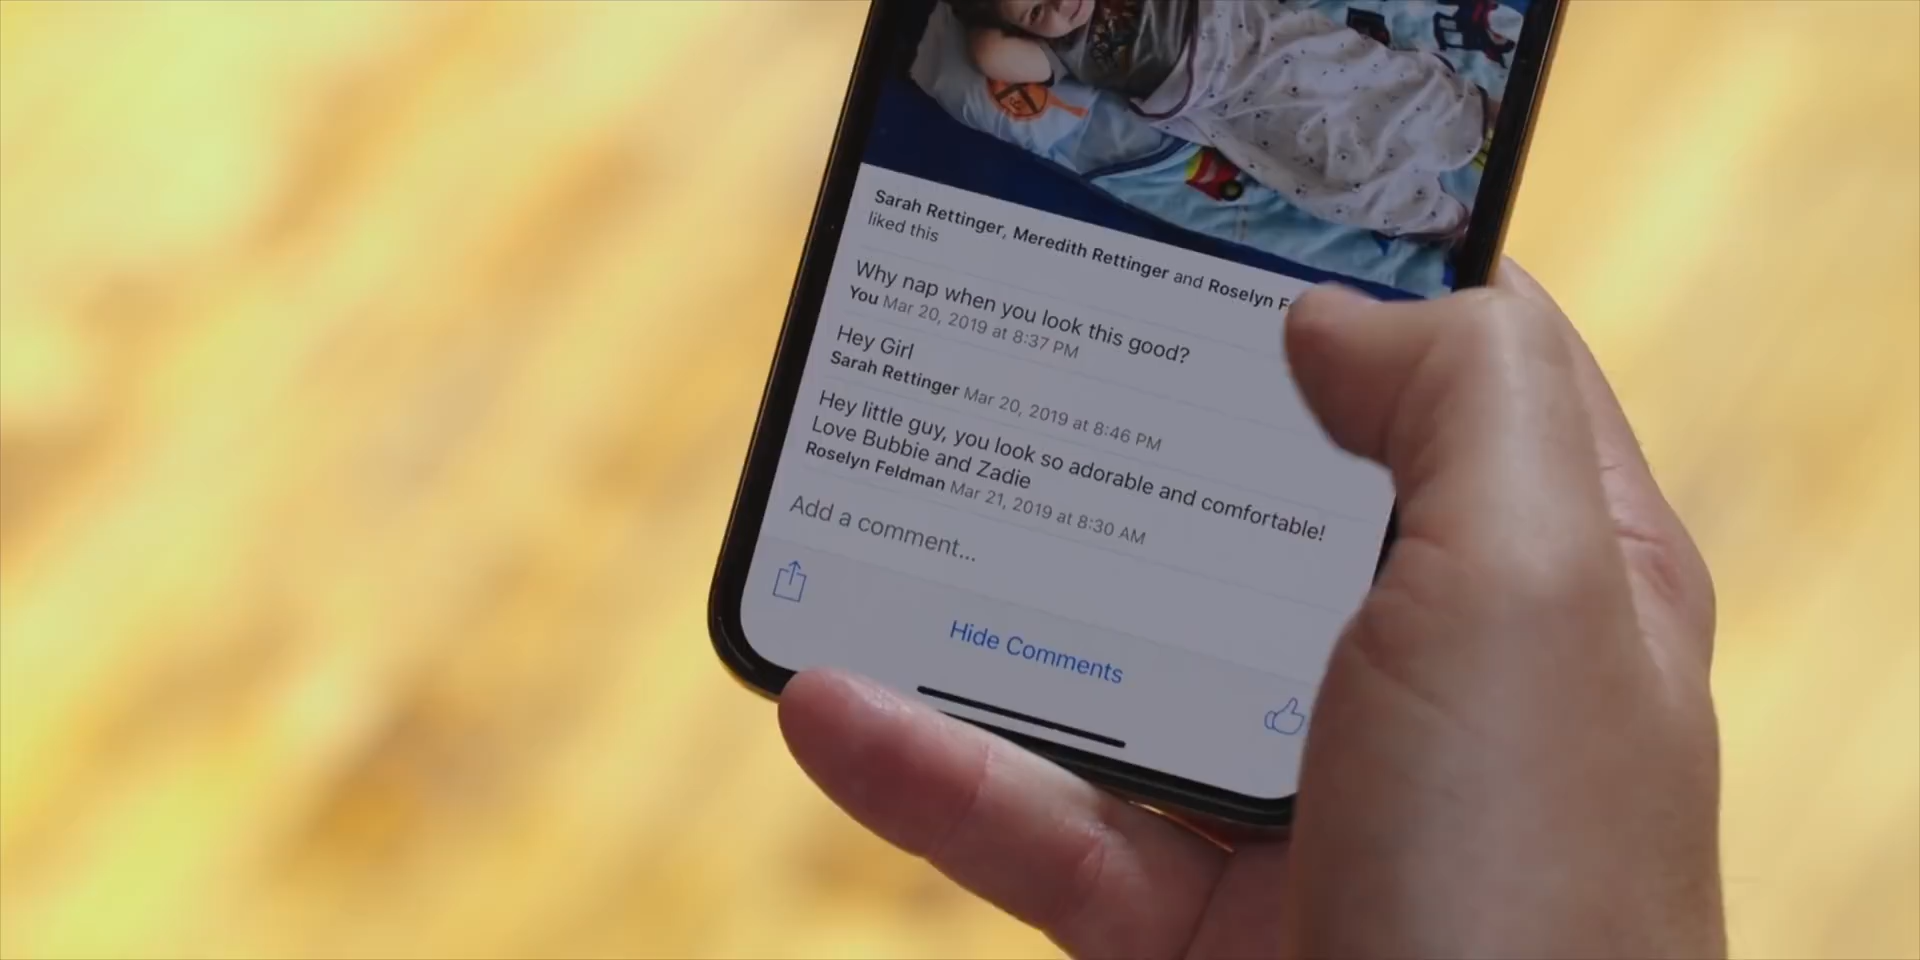 Sarah Rettinger, Meredith Rettinger and Roselyn
liked this
Why nap when you look this good?
You Mar 20, 2019 at 8:37 PM
Hey Girl
Sarah Rettinger Mar 20, 2019 at 8:46 PM
Hey little guy, you look so adorable and comfortable!
Love Bubbie and Zadie
Roselyn Feldman Mar 21, 2019 at 8:30 AM
Add a comment...
Hide Comments